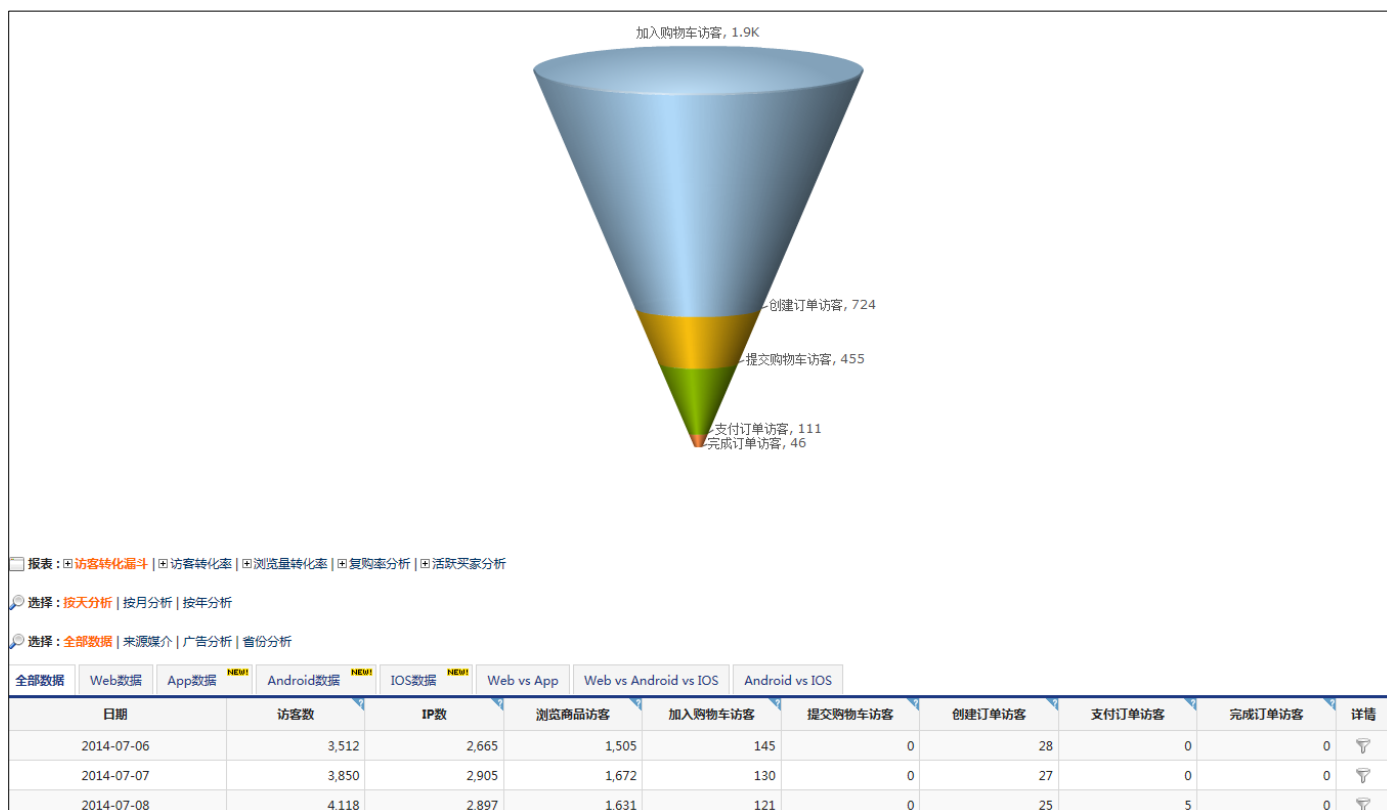 加入购物车访客, 1.9K
创建订单访客, 724
提交购物车访客, 455
支付订单访客, 111
完成订单访客, 46
报表 : 访客转化漏斗 | 访客转化率 | 浏览量转化率 | 复购率分析 | 活跃买家分析
选择 : 按天分析 | 按月分析 | 按年分析
选择 : 全部数据 | 来源媒介 | 广告分析 | 省份分析
全部数据 Web数据 App数据 NEW! Android数据 NEW! IOS数据 NEW! Web vs App Web vs Android vs IOS Android vs IOS
日期 访客数 ? IP数 ? 浏览商品访客 ? 加入购物车访客 ? 提交购物车访客 ? 创建订单访客 ? 支付订单访客 ? 完成订单访客 ? 详情
2014-07-06 3,512 2,665 1,505 145 0 28 0 0
2014-07-07 3,850 2,905 1,672 130 0 27 0 0
2014-07-08 4,118 2,897 1,631 121 0 25 5 0